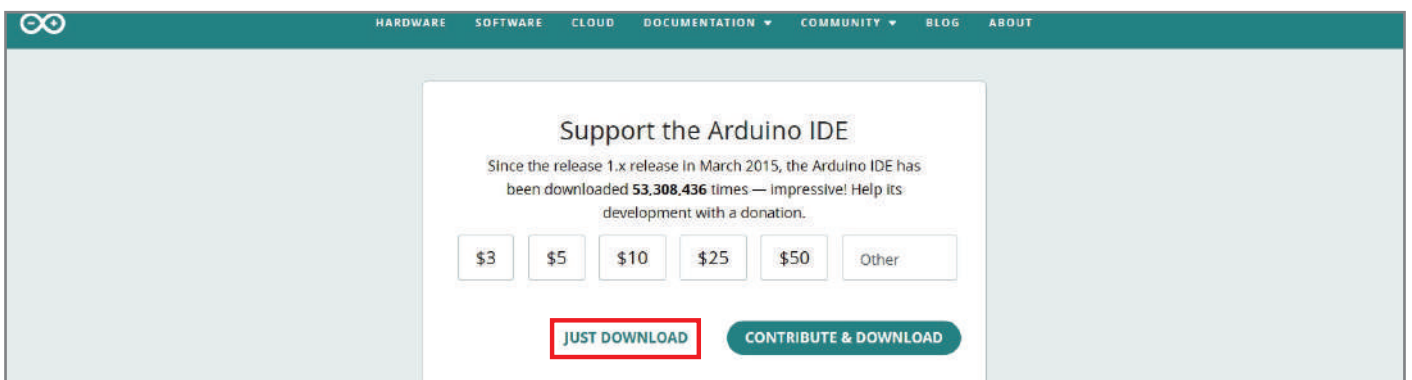 HARDWARE SOFTWARE CLOUD DOCUMENTATION COMMUNITY BLOG ABOUT
Support the Arduino IDE
Since the release 1.x release in March 2015, the Arduino IDE has
been downloaded 53,308,436 times — impressive! Help its
development with a donation.
$3 $5 $10 $25 $50 Other
JUST DOWNLOAD CONTRIBUTE & DOWNLOAD